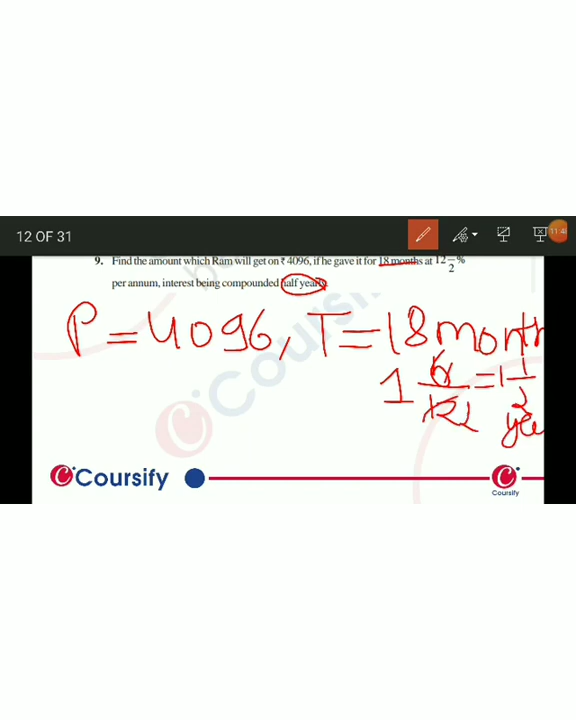 12 OF 31
11:48
9. Find the amount which Ram will get on ₹ 4096, if he gave it for 18 months at 12 –/2 %
per annum, interest being compounded half yearly.
P = 4096, T = 18 month
1 6/12 = 1 1/2
Coursify
Coursify